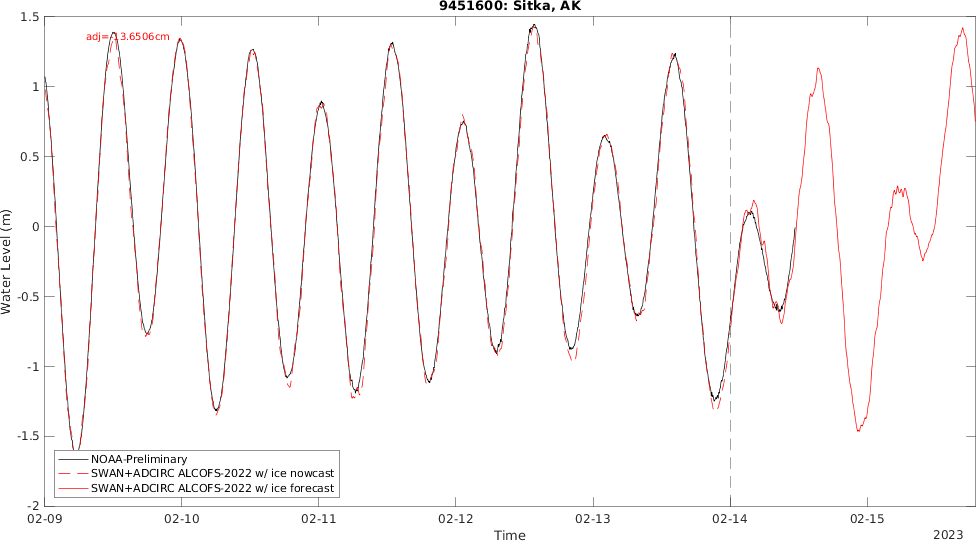 9451600: Sitka, AK
adj=-13.6506cm
1.5
1
0.5
0
-0.5
-1
-1.5
-2
Water Level (m)
NOAA-Preliminary
SWAN+ADCIRC ALCOFS-2022 w/ ice nowcast
SWAN+ADCIRC ALCOFS-2022 w/ ice forecast
02-09 02-10 02-11 02-12 02-13 02-14 02-15
Time
2023